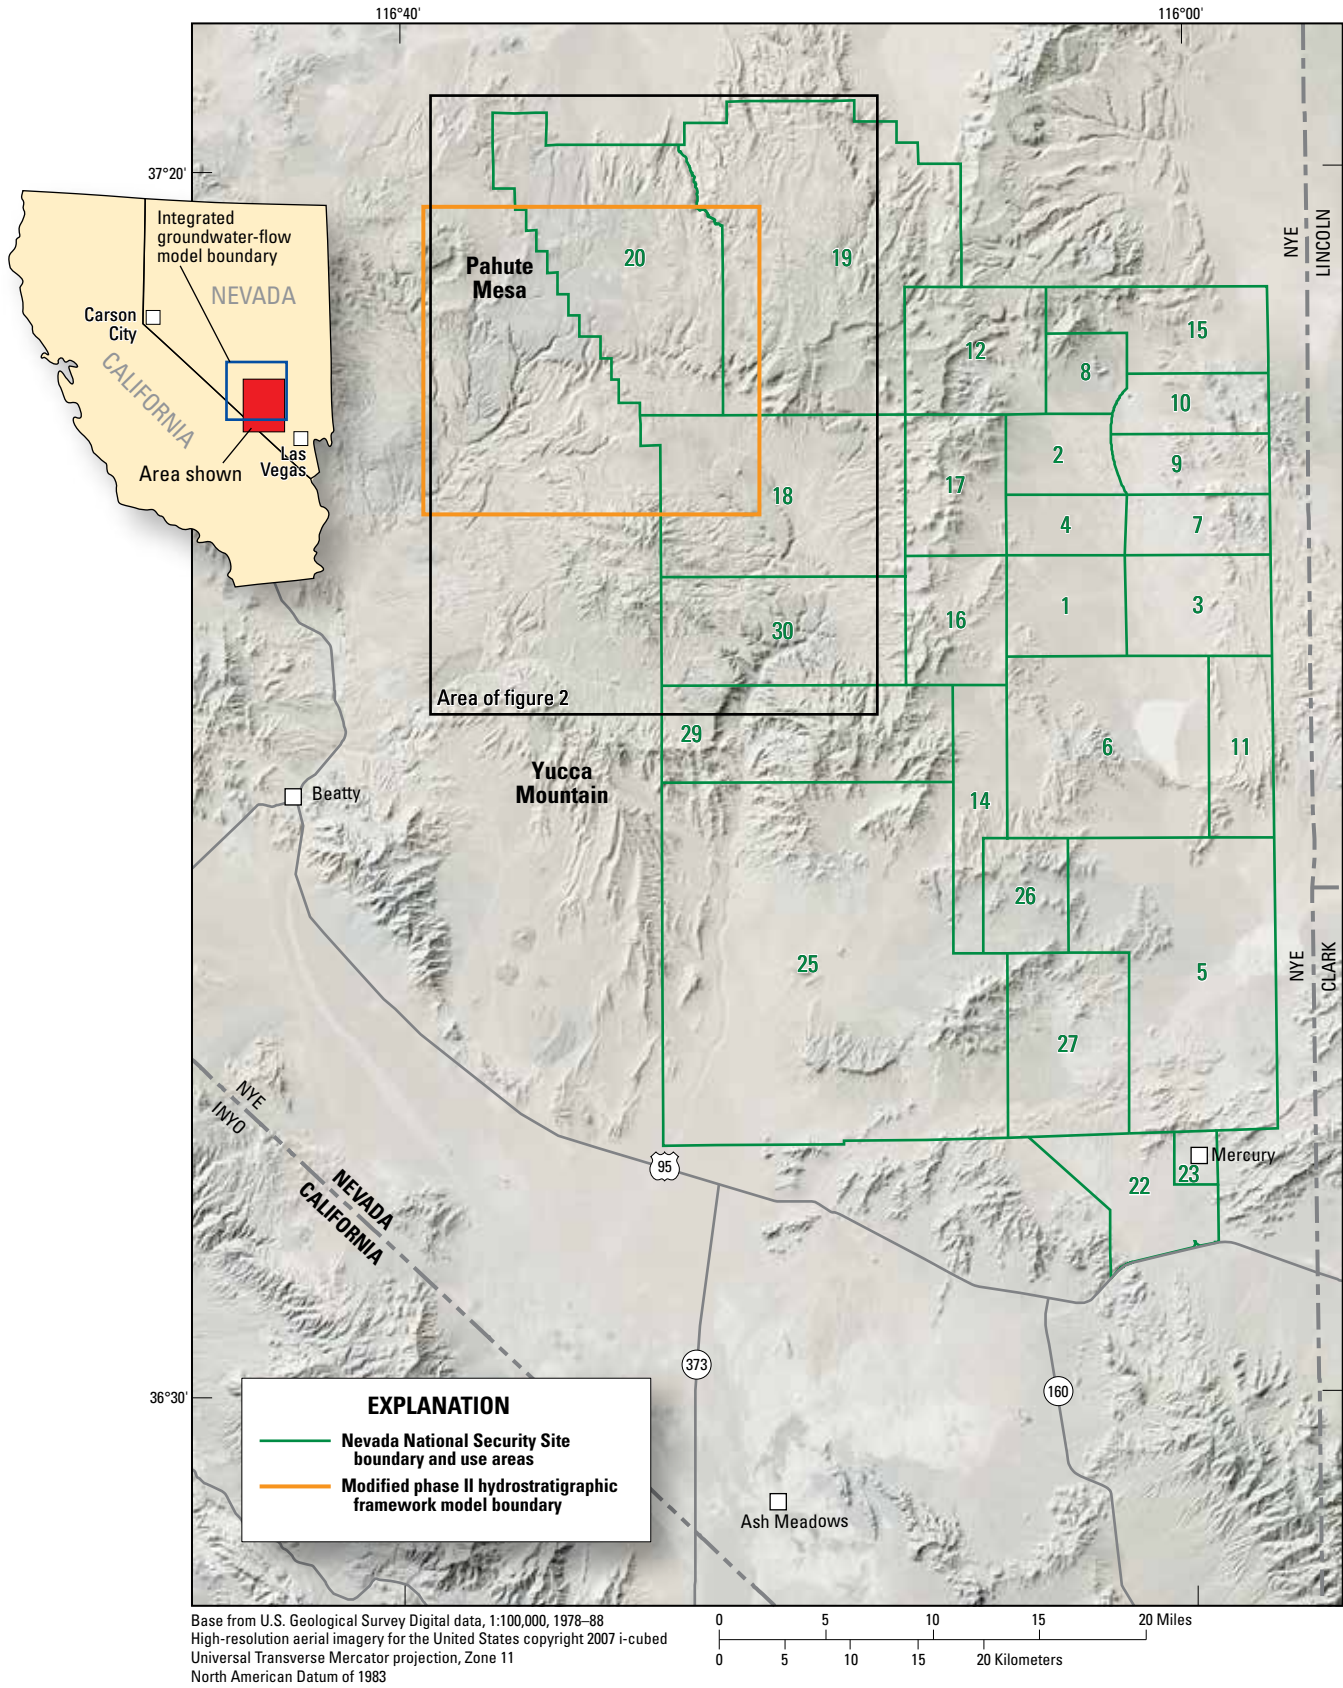 116°40'
116°00'
37°20'
Integrated
groundwater-flow
model boundary
NEVADA
Carson
City
CALIFORNIA
Las
Vegas
Area shown
Pahute
Mesa
20
19
NYE
LINCOLN
12
15
8
10
2
9
17
18
4
7
1
3
16
30
Area of figure 2
29
6
11
Yucca
Mountain
14
Beatty
26
25
5
NYE
CLARK
27
NYE
INYO
NEVADA
CALIFORNIA
95
Mercury
23
22
373
160
36°30'
EXPLANATION
Nevada National Security Site
boundary and use areas
Modified phase II hydrostratigraphic
framework model boundary
Ash Meadows
Base from U.S. Geological Survey Digital data, 1:100,000, 1978–88
High-resolution aerial imagery for the United States copyright 2007 i-cubed
Universal Transverse Mercator projection, Zone 11
North American Datum of 1983
0 5 10 15 20 Miles
0 5 10 15 20 Kilometers